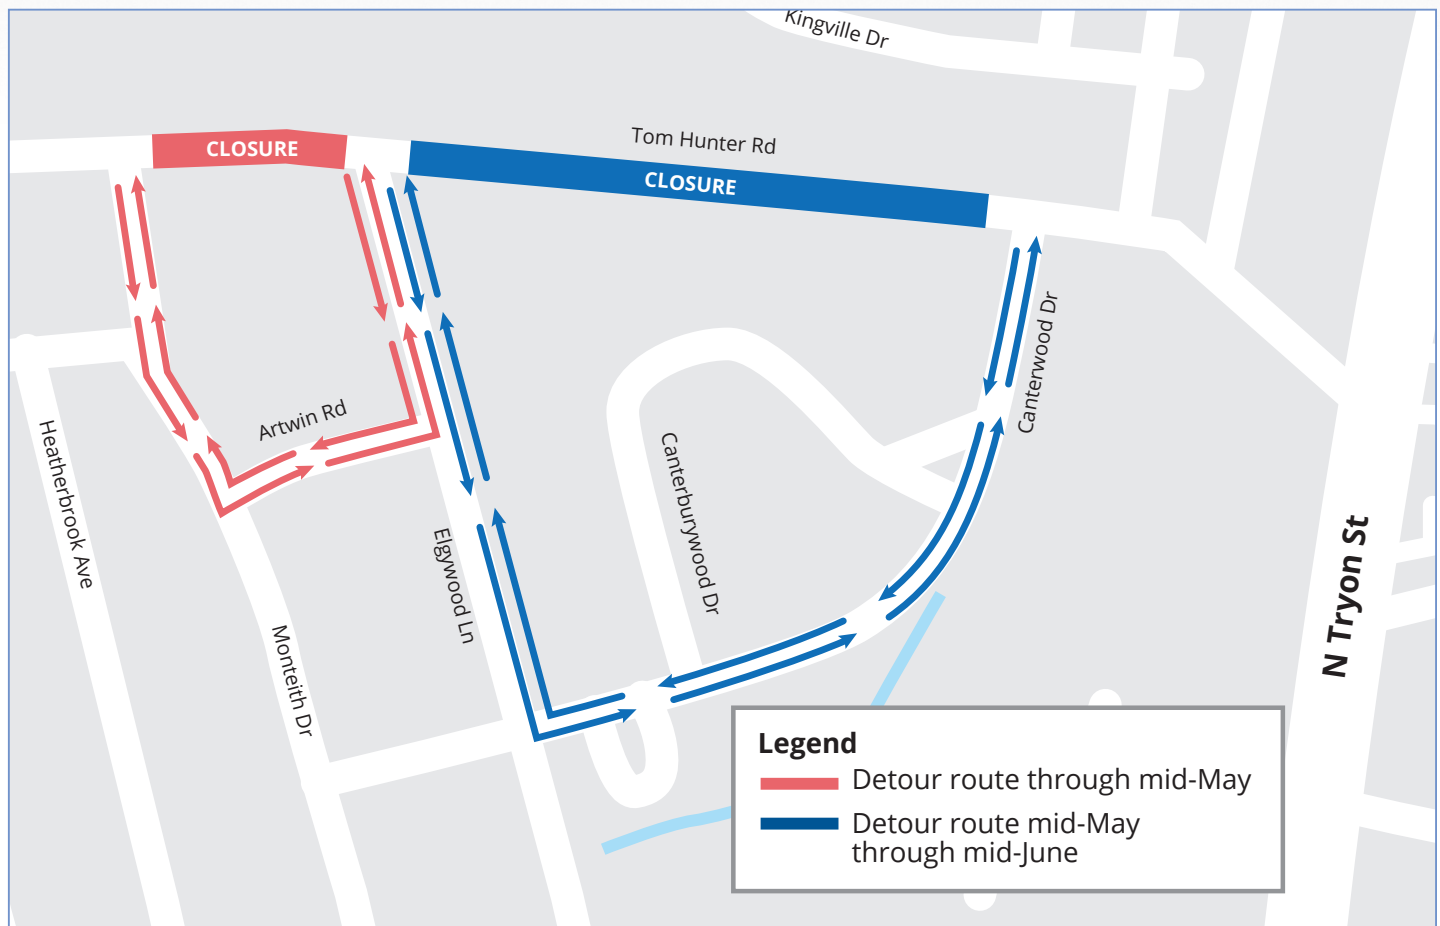 Kingville Dr
Tom Hunter Rd
CLOSURE
CLOSURE
Canterwood Dr
Artwin Rd
Heatherbrook Ave
Canterburywood Dr
Elgywood Ln
N Tryon St
Monteith Dr
Legend
Detour route through mid-May
Detour route mid-May
through mid-June